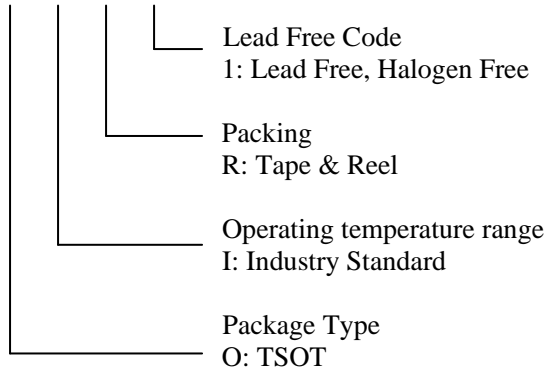 Lead Free Code
1: Lead Free, Halogen Free
Packing
R: Tape & Reel
Operating temperature range
I: Industry Standard
Package Type
O: TSOT